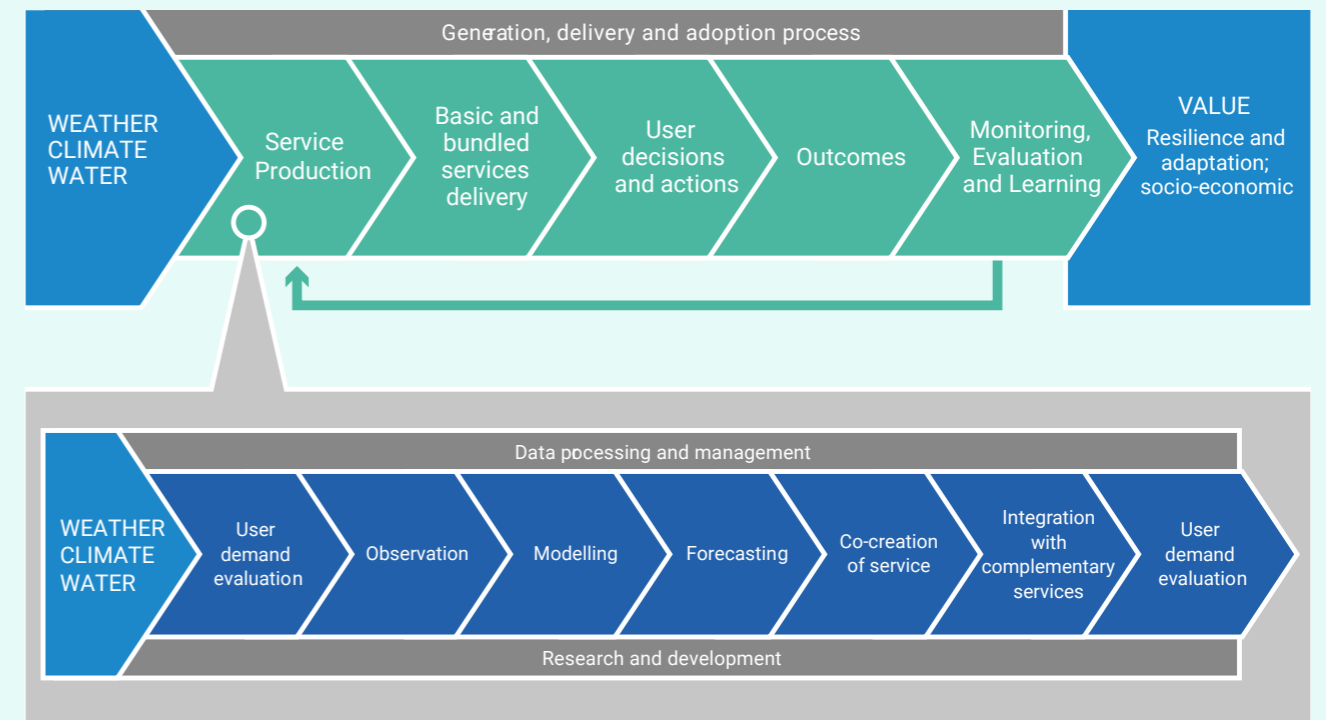 Generation, delivery and adoption process
WEATHER
CLIMATE
WATER
Service
Production
Basic and
bundled
services
delivery
User
decisions
and actions
Outcomes
Monitoring,
Evaluation
and Learning
VALUE
Resilience and
adaptation;
socio-economic
Data pocessing and management
WEATHER
CLIMATE
WATER
User
demand
evaluation
Observation
Modelling
Forecasting
Co-creation
of service
Integration
with
complementary
services
User
demand
evaluation
Research and development